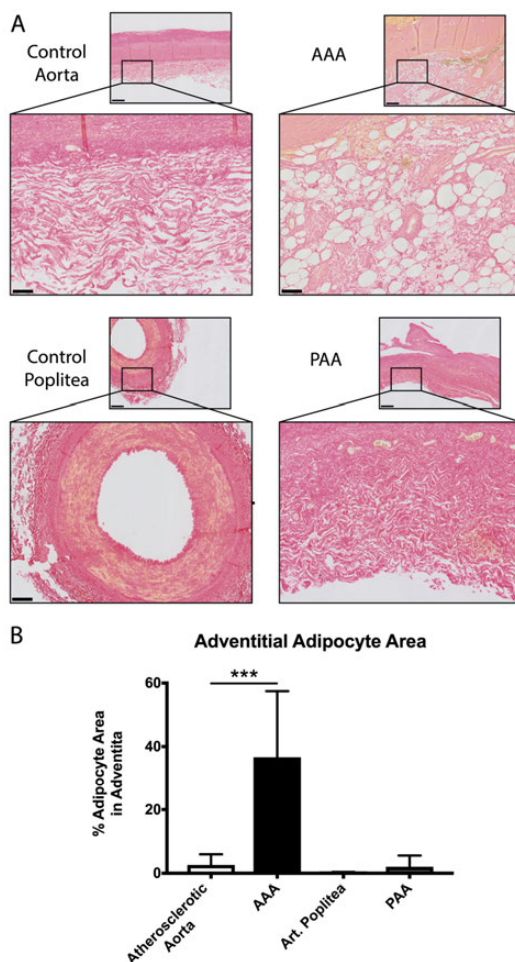 A
Control
Aorta
AAA
Control
Poplitea
PAA
B
Adventitial Adipocyte Area
% Adipocyte Area
in Adventita
60
40
20
0
***
Atherosclerotic
Aorta
AAA
Art. Poplitea
PAA